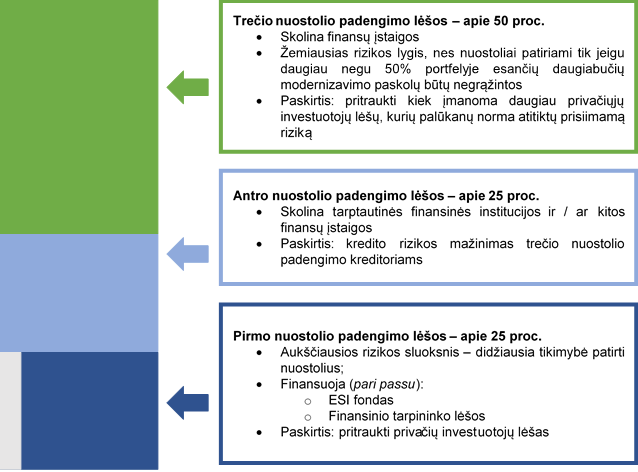 Trečio nuostolio padengimo lėšos – apie 50 proc.
• Skolina finansų įstaigos
• Žemiausias rizikos lygis, nes nuostoliai patiriami tik jeigu
daugiau negu 50% portfelyje esančių daugiabučių
modernizavimo paskolų būtų negrąžintos
• Paskirtis: pritraukti kiek įmanoma daugiau privačiųjų
investuotojų lėšų, kurių palūkanų norma atitiktų prisiimamą
riziką
Antro nuostolio padengimo lėšos – apie 25 proc.
• Skolina tarptautinės finansinės institucijos ir / ar kitos
finansų įstaigos
• Paskirtis: kredito rizikos mažinimas trečio nuostolio
padengimo kreditoriams
Pirmo nuostolio padengimo lėšos – apie 25 proc.
• Aukščiausios rizikos sluoksnis – didžiausia tikimybė patirti
nuostolius;
• Finansuoja (pari passu):
o ESI fondas
o Finansinio tarpininko lėšos
• Paskirtis: pritraukti privačių investuotojų lėšas